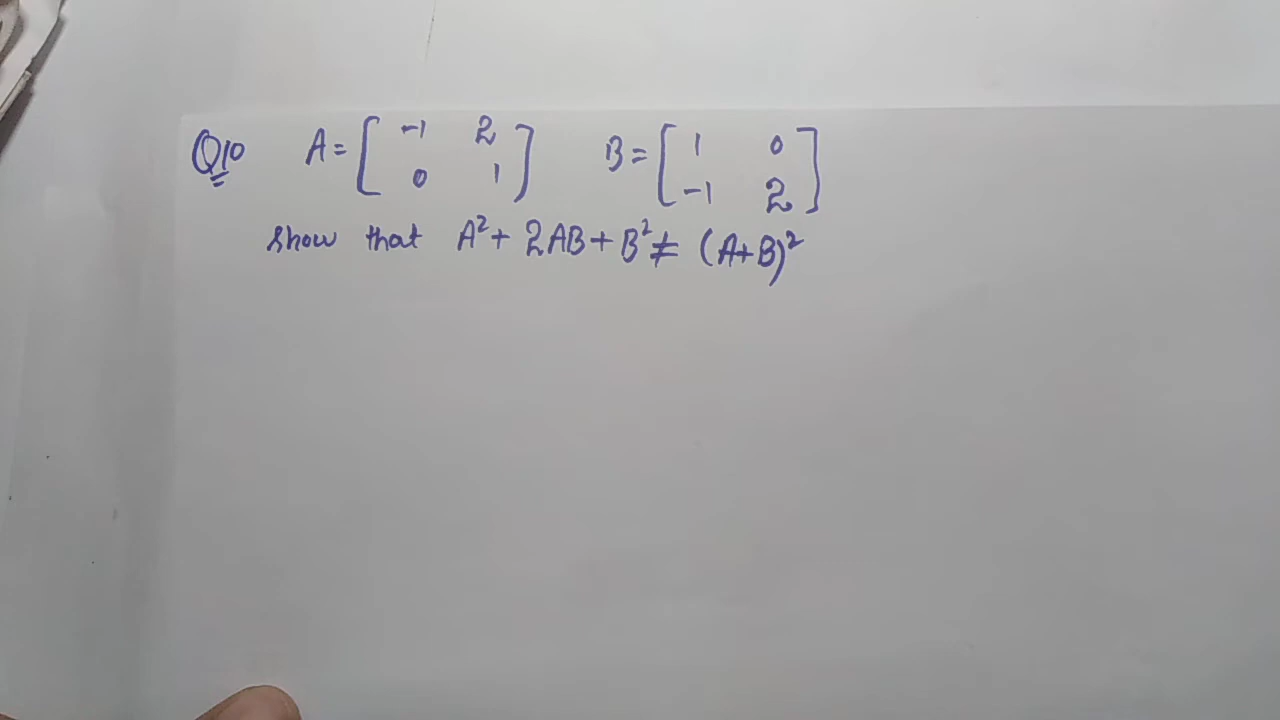 Q10 A = [ -1 2 B = [ 1 0
0 1 ] -1 2 ]
show that A² + 2AB + B² ≠ (A+B)²